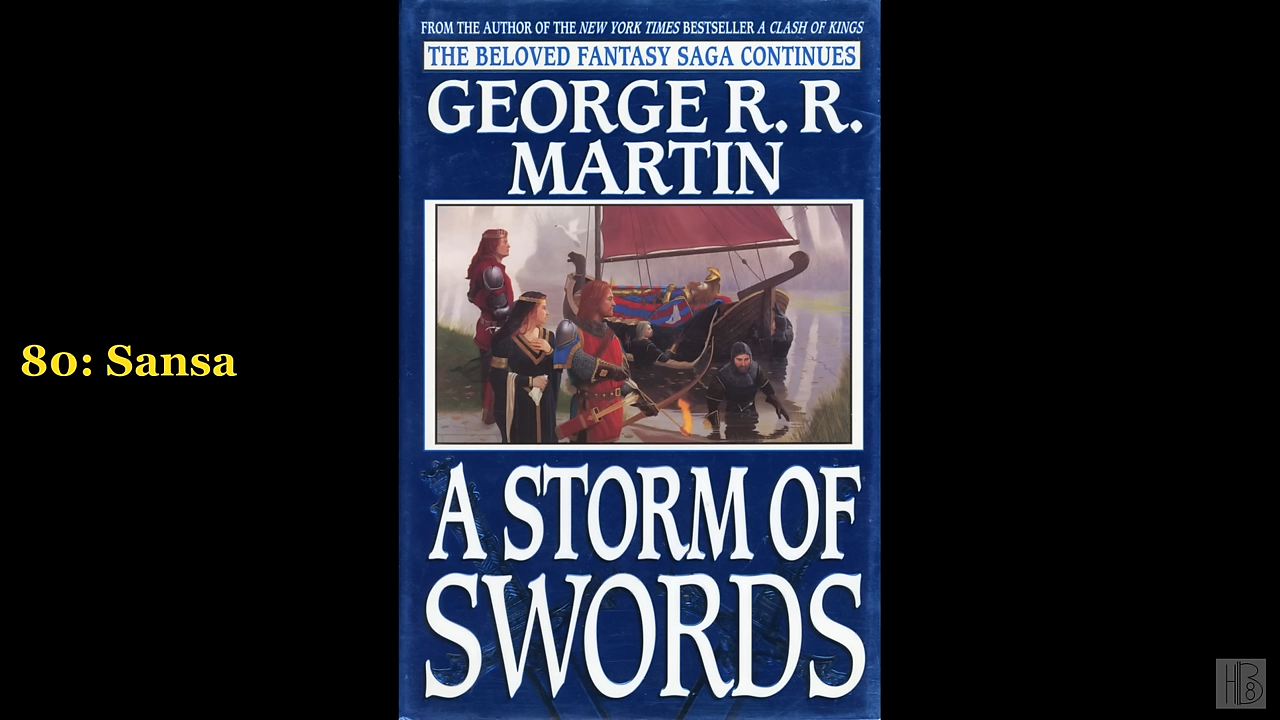 FROM THE AUTHOR OF THE NEW YORK TIMES BESTSELLER A CLASH OF KINGS
THE BELOVED FANTASY SAGA CONTINUES
GEORGE R. R.
MARTIN
80: Sansa
A STORM OF
SWORDS
HB8